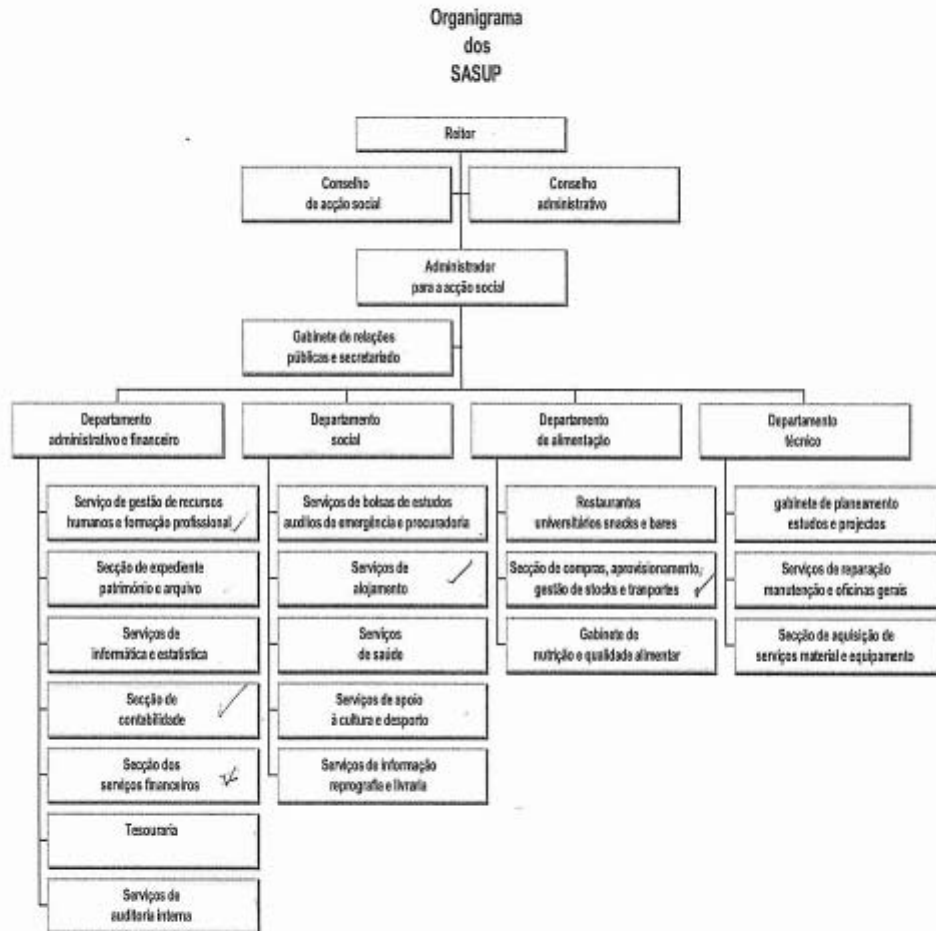 Organigrama
dos
SASUP
Reitor
Conselho
de acção social
Conselho
administrativo
Administrador
para a acção social
Gabinete de relações
públicas e secretariado
Departamento
administrativo e financeiro
Departamento
social
Departamento
de alimentação
Departamento
técnico
Serviço de gestão de recursos
humanos e formação profissional
Secção de expediente
património e arquivo
Serviços de
informática e estatística
Secção de
contabilidade
Secção dos
serviços financeiros
Tesouraria
Serviços de
auditoria interna
Serviços de bolsas de estudos
auxílios de emergência e procuradoria
Serviços de
alojamento
Serviços
de saúde
Serviços de apoio
à cultura e desporto
Serviços de informação
reprografia e livraria
Restaurantes
universitários snacks e bares
Secção de compras, aprovisionamento,
gestão de stocks e tranportes
Gabinete de
nutrição e qualidade alimentar
gabinete de planeamento
estudos e projectos
Serviços de reparação
manutenção e oficinas gerais
Secção de aquisição de
serviços material e equipamento